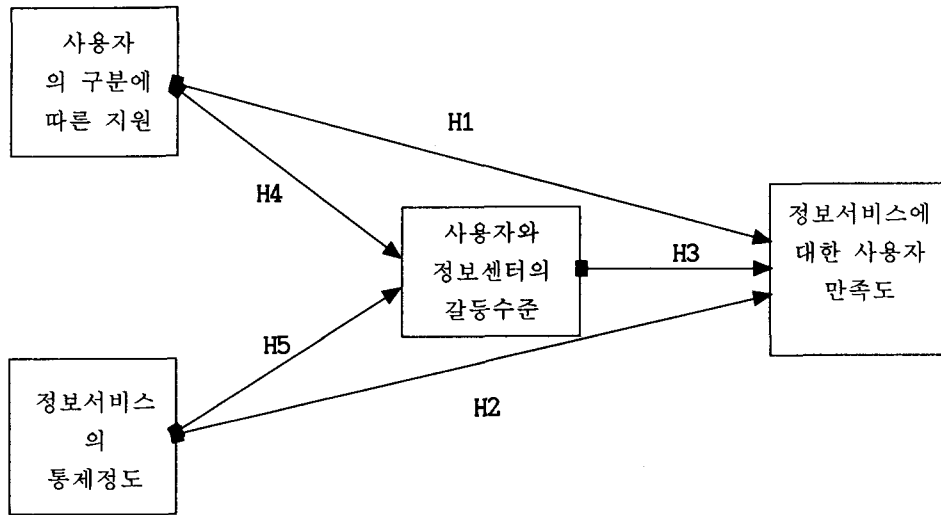 사용자
의 구분에
따른 지원
H1
H4
사용자와
정보센터의
갈등수준
H3
정보서비스에
대한 사용자
만족도
H5
H2
정보서비스
의
통제정도